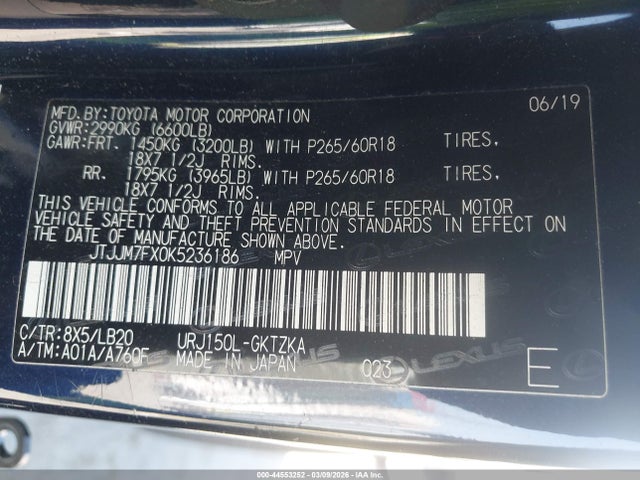 MFD.BY:TOYOTA MOTOR CORPORATION 06/19
GVWR:2990KG (6600LB)
GAWR:FRT. 1450KG (3200LB) WITH P265/60R18 TIRES,
18X7 1/2J RIMS.
RR. 1795KG (3965LB) WITH P265/60R18 TIRES,
18X7 1/2J RIMS.
THIS VEHICLE CONFORMS TO ALL APPLICABLE FEDERAL MOTOR
VEHICLE SAFETY AND THEFT PREVENTION STANDARDS IN EFFECT ON
THE DATE OF MANUFACTURE SHOWN ABOVE.
JTJJM7FX0K5236186 MPV
C/TR:8X5/LB20 URJ150L-GKTZKA
A/TM:A01A/A760F MADE IN JAPAN 023 E
LEXUS
000-44553252 / 03/09/2026 / IAA